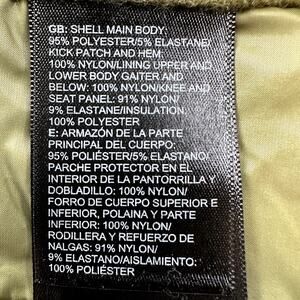 GB: SHELL MAIN BODY:
95% POLYESTER/5% ELASTANE/
KICK PATCH AND HEM:
100% NYLON/LINING UPPER AND
LOWER BODY GAITER AND
BELOW: 100% NYLON/KNEE AND
SEAT PANEL: 91% NYLON/
9% ELASTANE/INSULATION:
100% POLYESTER
E: ARMAZÓN DE LA PARTE
PRINCIPAL DEL CUERPO:
95% POLIÉSTER/5% ELASTANO/
PARCHE PROTECTOR EN EL
INTERIOR DE LA PANTORRILLA Y
DOBLADILLO: 100% NYLON/
FORRO DE CUERPO SUPERIOR E
INFERIOR, POLAINA Y PARTE
INFERIOR: 100% NYLON/
RODILLERA Y REFUERZO DE
NALGAS: 91% NYLON/
9% ELASTANE/AISLAMIENTO:
100% POLIÉSTER